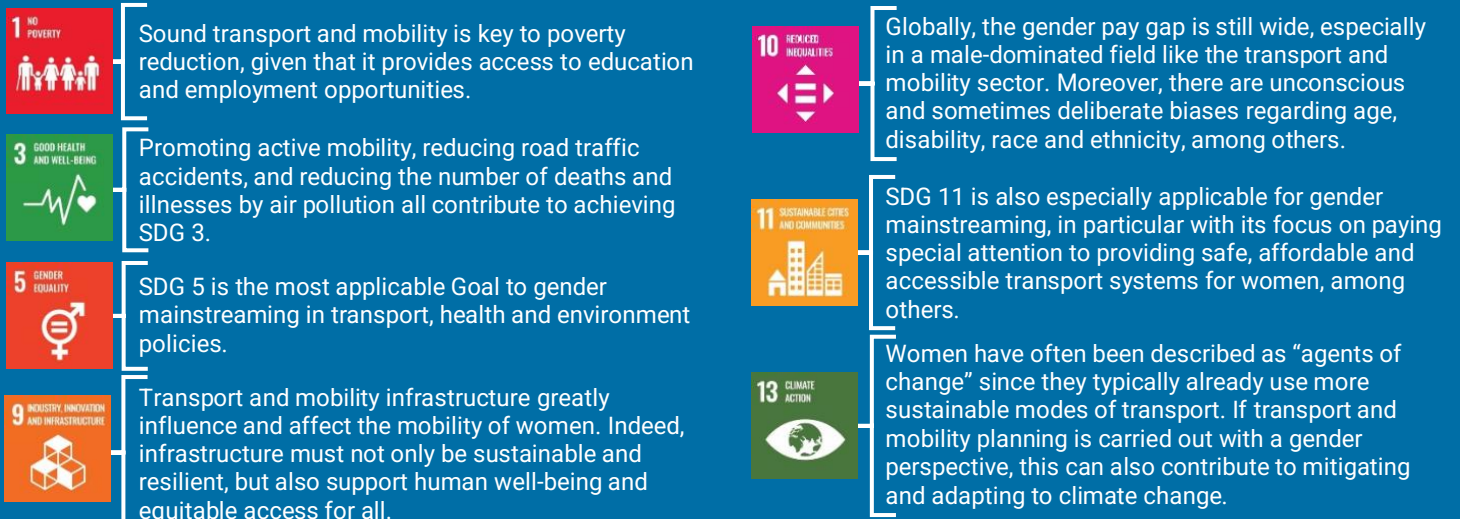 1 NO
POVERTY
Sound transport and mobility is key to poverty
reduction, given that it provides access to education
and employment opportunities.
3 GOOD HEALTH
AND WELL-BEING
Promoting active mobility, reducing road traffic
accidents, and reducing the number of deaths and
illnesses by air pollution all contribute to achieving
SDG 3.
5 GENDER
EQUALITY
SDG 5 is the most applicable Goal to gender
mainstreaming in transport, health and environment
policies.
9 INDUSTRY, INNOVATION
AND INFRASTRUCTURE
Transport and mobility infrastructure greatly
influence and affect the mobility of women. Indeed,
infrastructure must not only be sustainable and
resilient, but also support human well-being and
equitable access for all.
10 REDUCED
INEQUALITIES
Globally, the gender pay gap is still wide, especially
in a male-dominated field like the transport and
mobility sector. Moreover, there are unconscious
and sometimes deliberate biases regarding age,
disability, race and ethnicity, among others.
11 SUSTAINABLE CITIES
AND COMMUNITIES
SDG 11 is also especially applicable for gender
mainstreaming, in particular with its focus on paying
special attention to providing safe, affordable and
accessible transport systems for women, among
others.
13 CLIMATE
ACTION
Women have often been described as “agents of
change” since they typically already use more
sustainable modes of transport. If transport and
mobility planning is carried out with a gender
perspective, this can also contribute to mitigating
and adapting to climate change.